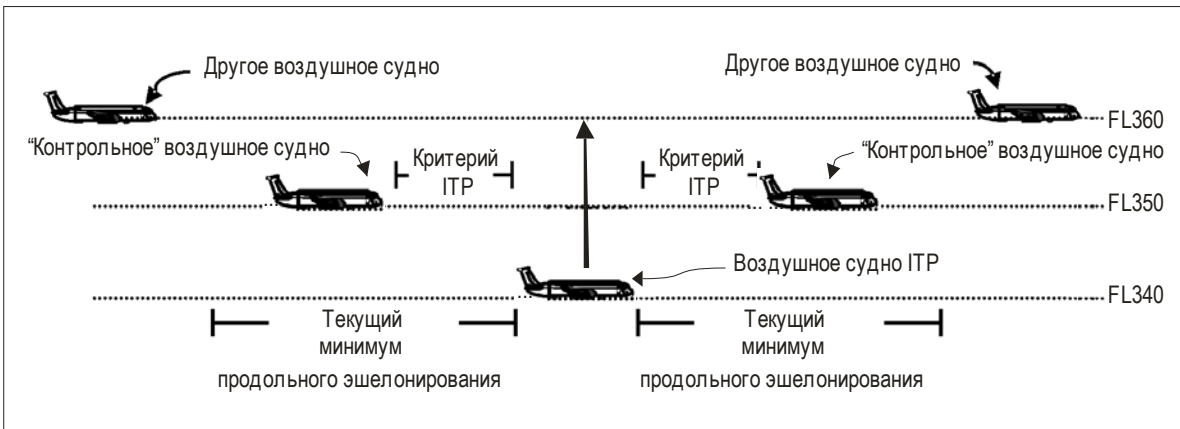 Другое воздушное судно
Другое воздушное судно
FL360
“Контрольное” воздушное судно
Критерий
ITP
Критерий
ITP
“Контрольное” воздушное судно
FL350
Воздушное судно ITP
FL340
Текущий
минимум
продольного эшелонирования
Текущий
минимум
продольного эшелонирования